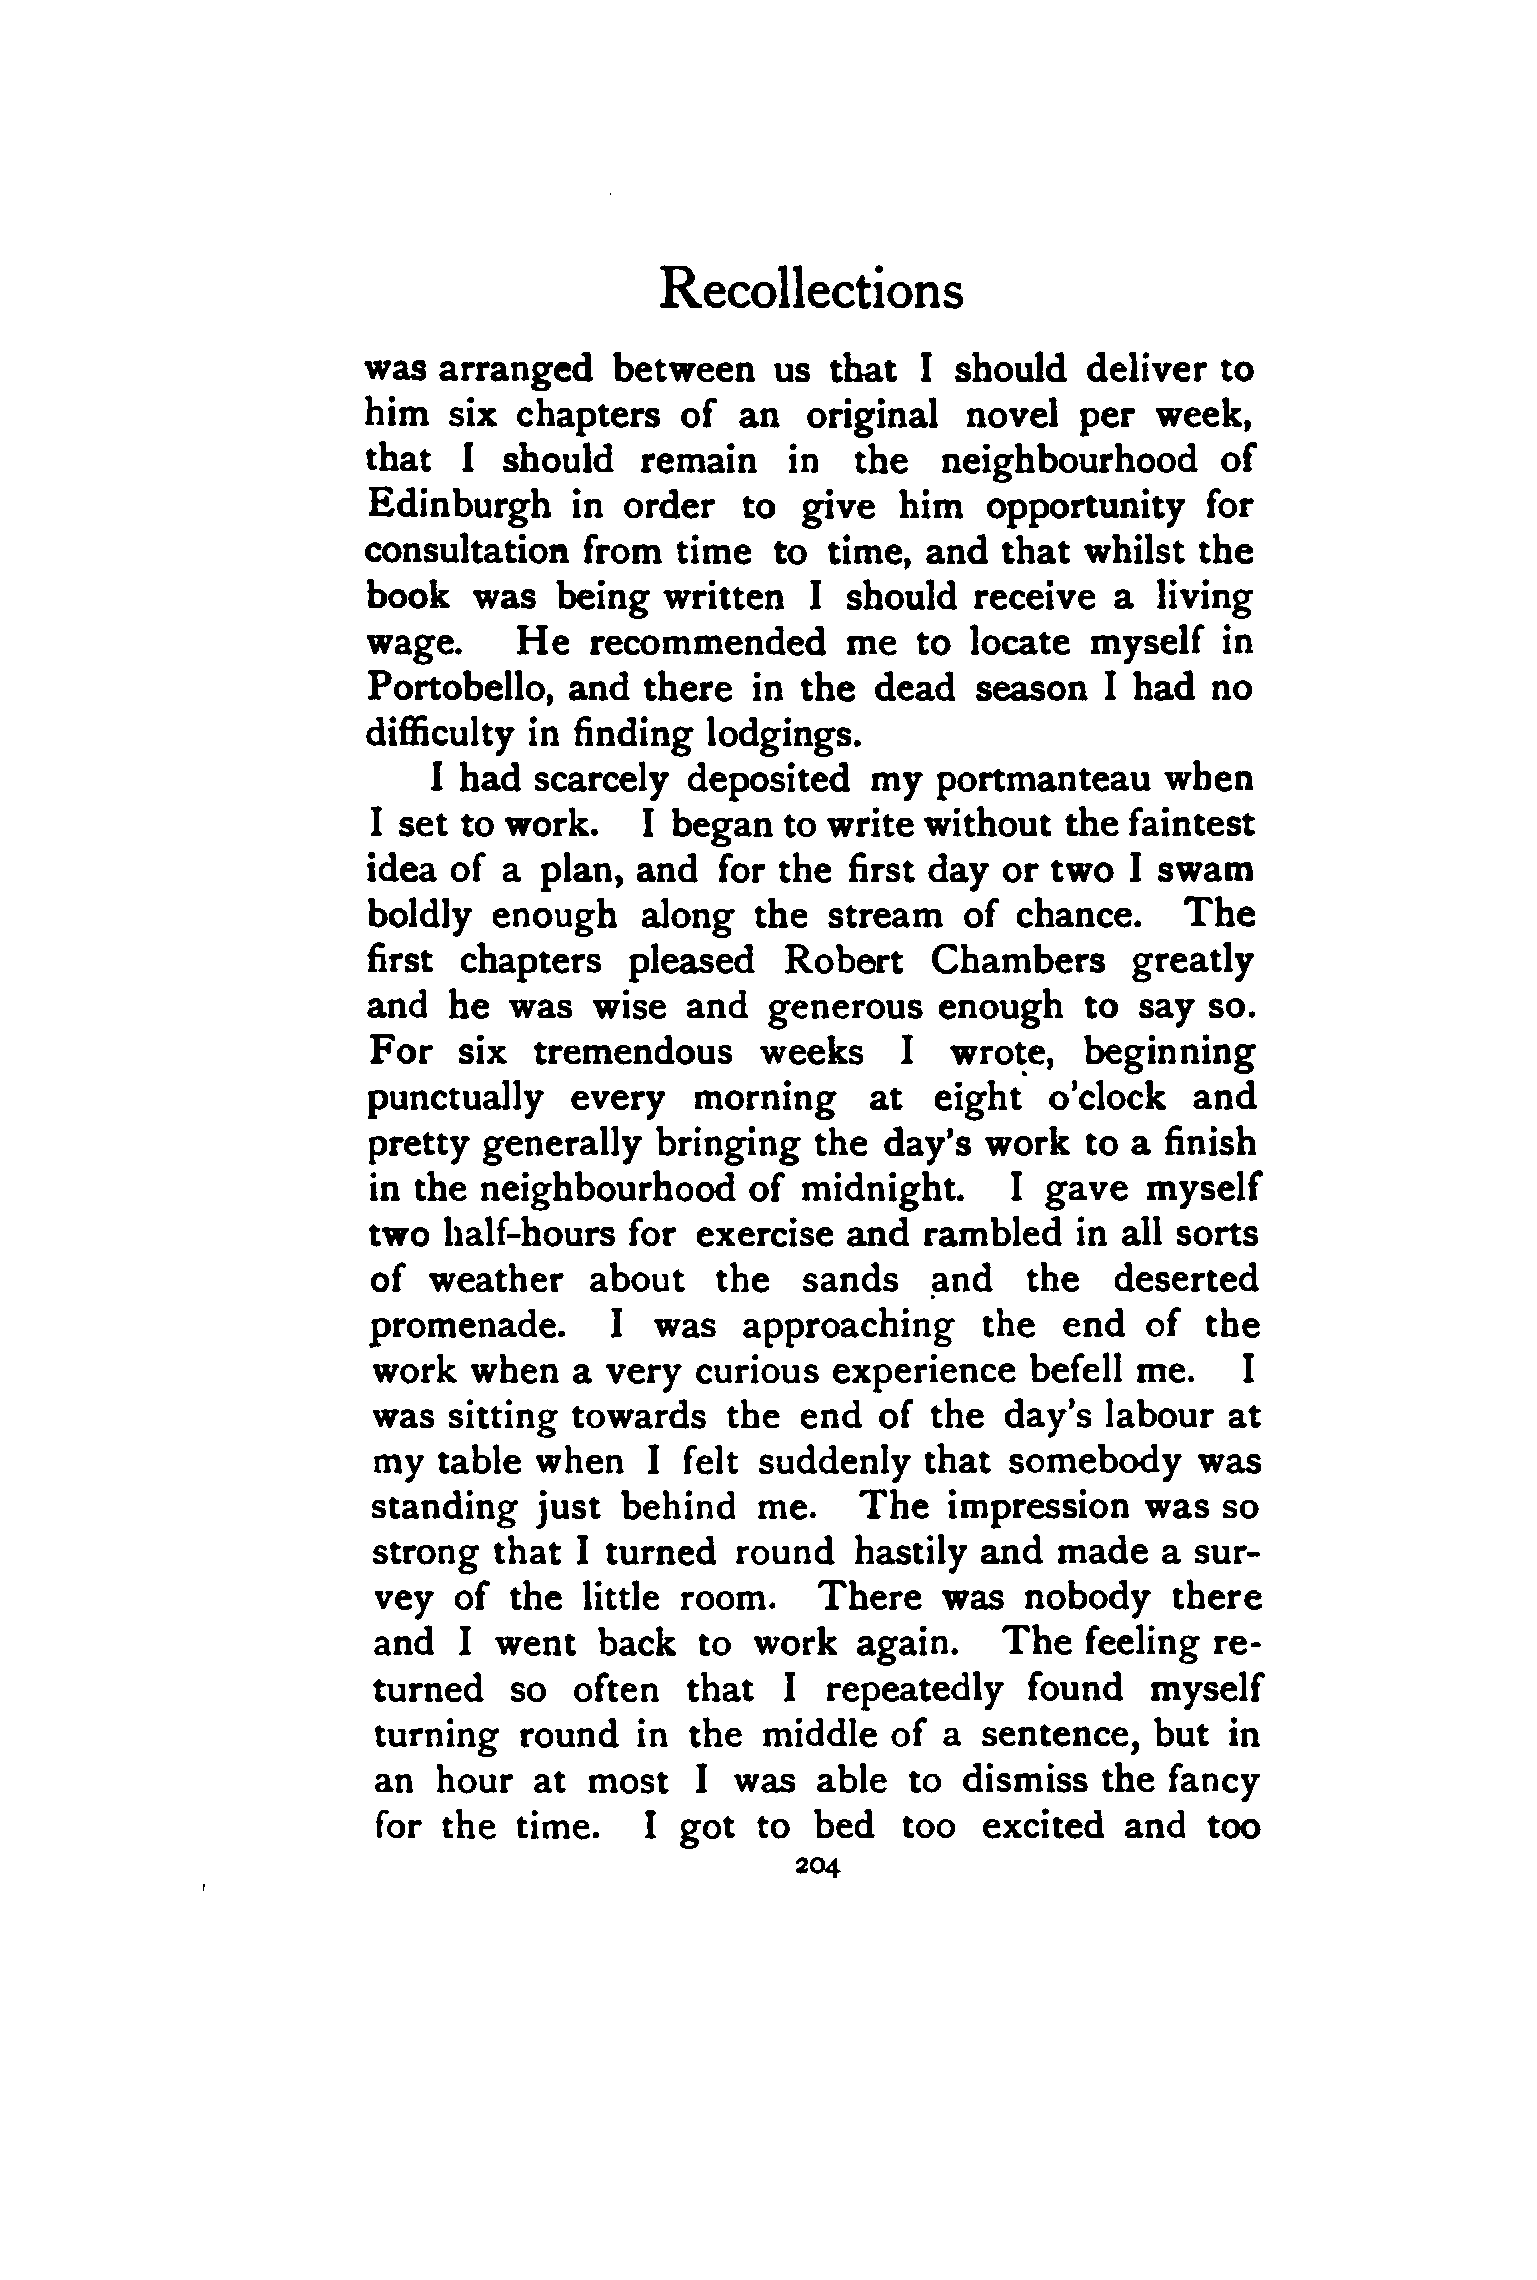 Recollections
was arranged between us that I should deliver to
him six chapters of an original novel per week,
that I should remain in the neighbourhood of
Edinburgh in order to give him opportunity for
consultation from time to time, and that whilst the
book was being written I should receive a living
wage. He recommended me to locate myself in
Portobello, and there in the dead season I had no
difficulty in finding lodgings.
I had scarcely deposited my portmanteau when
I set to work. I began to write without the faintest
idea of a plan, and for the first day or two I swam
boldly enough along the stream of chance. The
first chapters pleased Robert Chambers greatly
and he was wise and generous enough to say so.
For six tremendous weeks I wrote, beginning
punctually every morning at eight o'clock and
pretty generally bringing the day's work to a finish
in the neighbourhood of midnight. I gave myself
two half-hours for exercise and rambled in all sorts
of weather about the sands and the deserted
promenade. I was approaching the end of the
work when a very curious experience befell me. I
was sitting towards the end of the day's labour at
my table when I felt suddenly that somebody was
standing just behind me. The impression was so
strong that I turned round hastily and made a sur-
vey of the little room. There was nobody there
and I went back to work again. The feeling re-
turned so often that I repeatedly found myself
turning round in the middle of a sentence, but in
an hour at most I was able to dismiss the fancy
for the time. I got to bed too excited and too
204